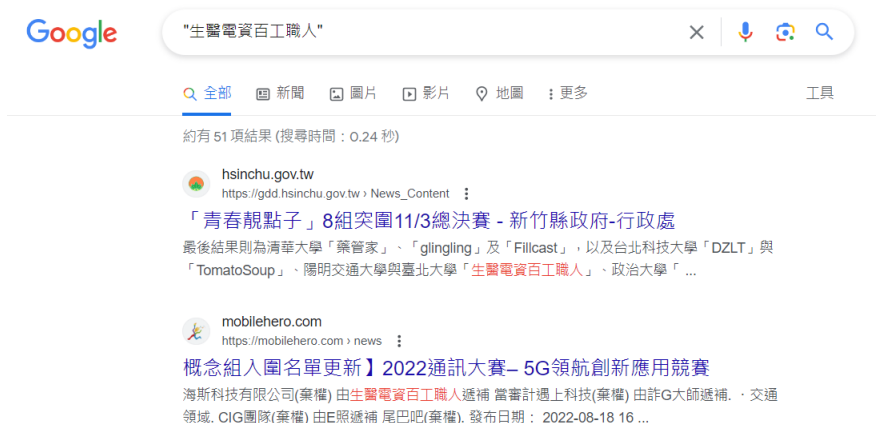 Google
"生醫電資百工職人"
全部 新聞 圖片 影片 地圖 更多 工具
約有 51 項結果 (搜尋時間：0.24 秒)
hsinchu.gov.tw
https://gdd.hsinchu.gov.tw › News_Content
「青春靚點子」8組突圍11/3總決賽 - 新竹縣政府-行政處
最後結果則為清華大學「藥管家」、「glingling」及「Fillcast」，以及台北科技大學「DZLT」與
「TomatoSoup」、陽明交通大學與臺北大學「生醫電資百工職人」、政治大學「 ...
mobilehero.com
https://mobilehero.com › news
概念組入圍名單更新】2022通訊大賽– 5G領航創新應用競賽
海斯科技有限公司(棄權) 由生醫電資百工職人遞補 當審計遇上科技(棄權) 由詐G大師遞補. ・交通
領域. CIG團隊(棄權) 由E照遞補 尾巴吧(棄權). 發布日期： 2022-08-18 16 ...